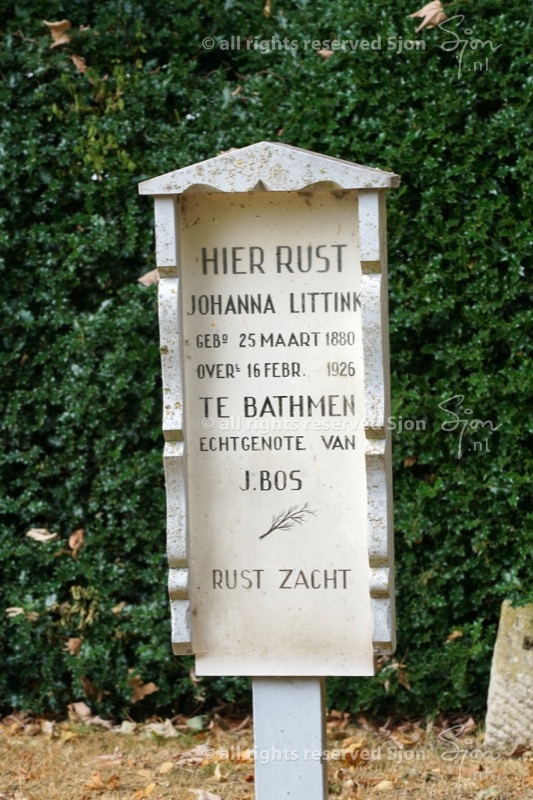 © all rights reserved Sjon
Sjon
.nl
HIER RUST
JOHANNA LITTINK
GEBD 25 MAART 1880
OVERL 16 FEBR. 1926
TE BATHMEN
© all rights reserved Sjon
Sjon
.nl
ECHTGENOTE VAN
J. BOS
RUST ZACHT
© all rights reserved Sjon
Sjon
.nl